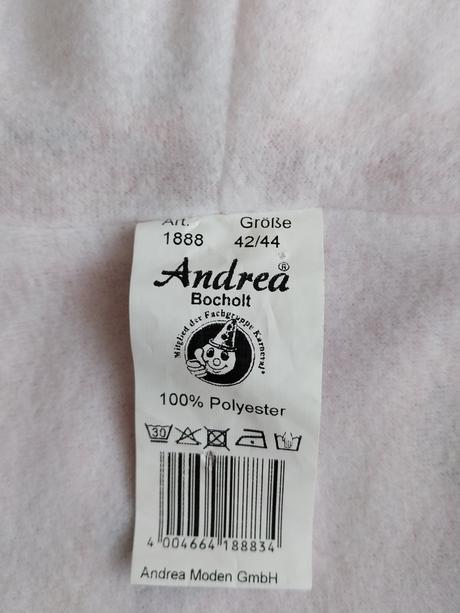 Art. Größe
1888 42/44
Andrea®
Bocholt
Mitglied der Fachgruppe Karneval
100% Polyester
30
4 004664 188834
Andrea Moden GmbH